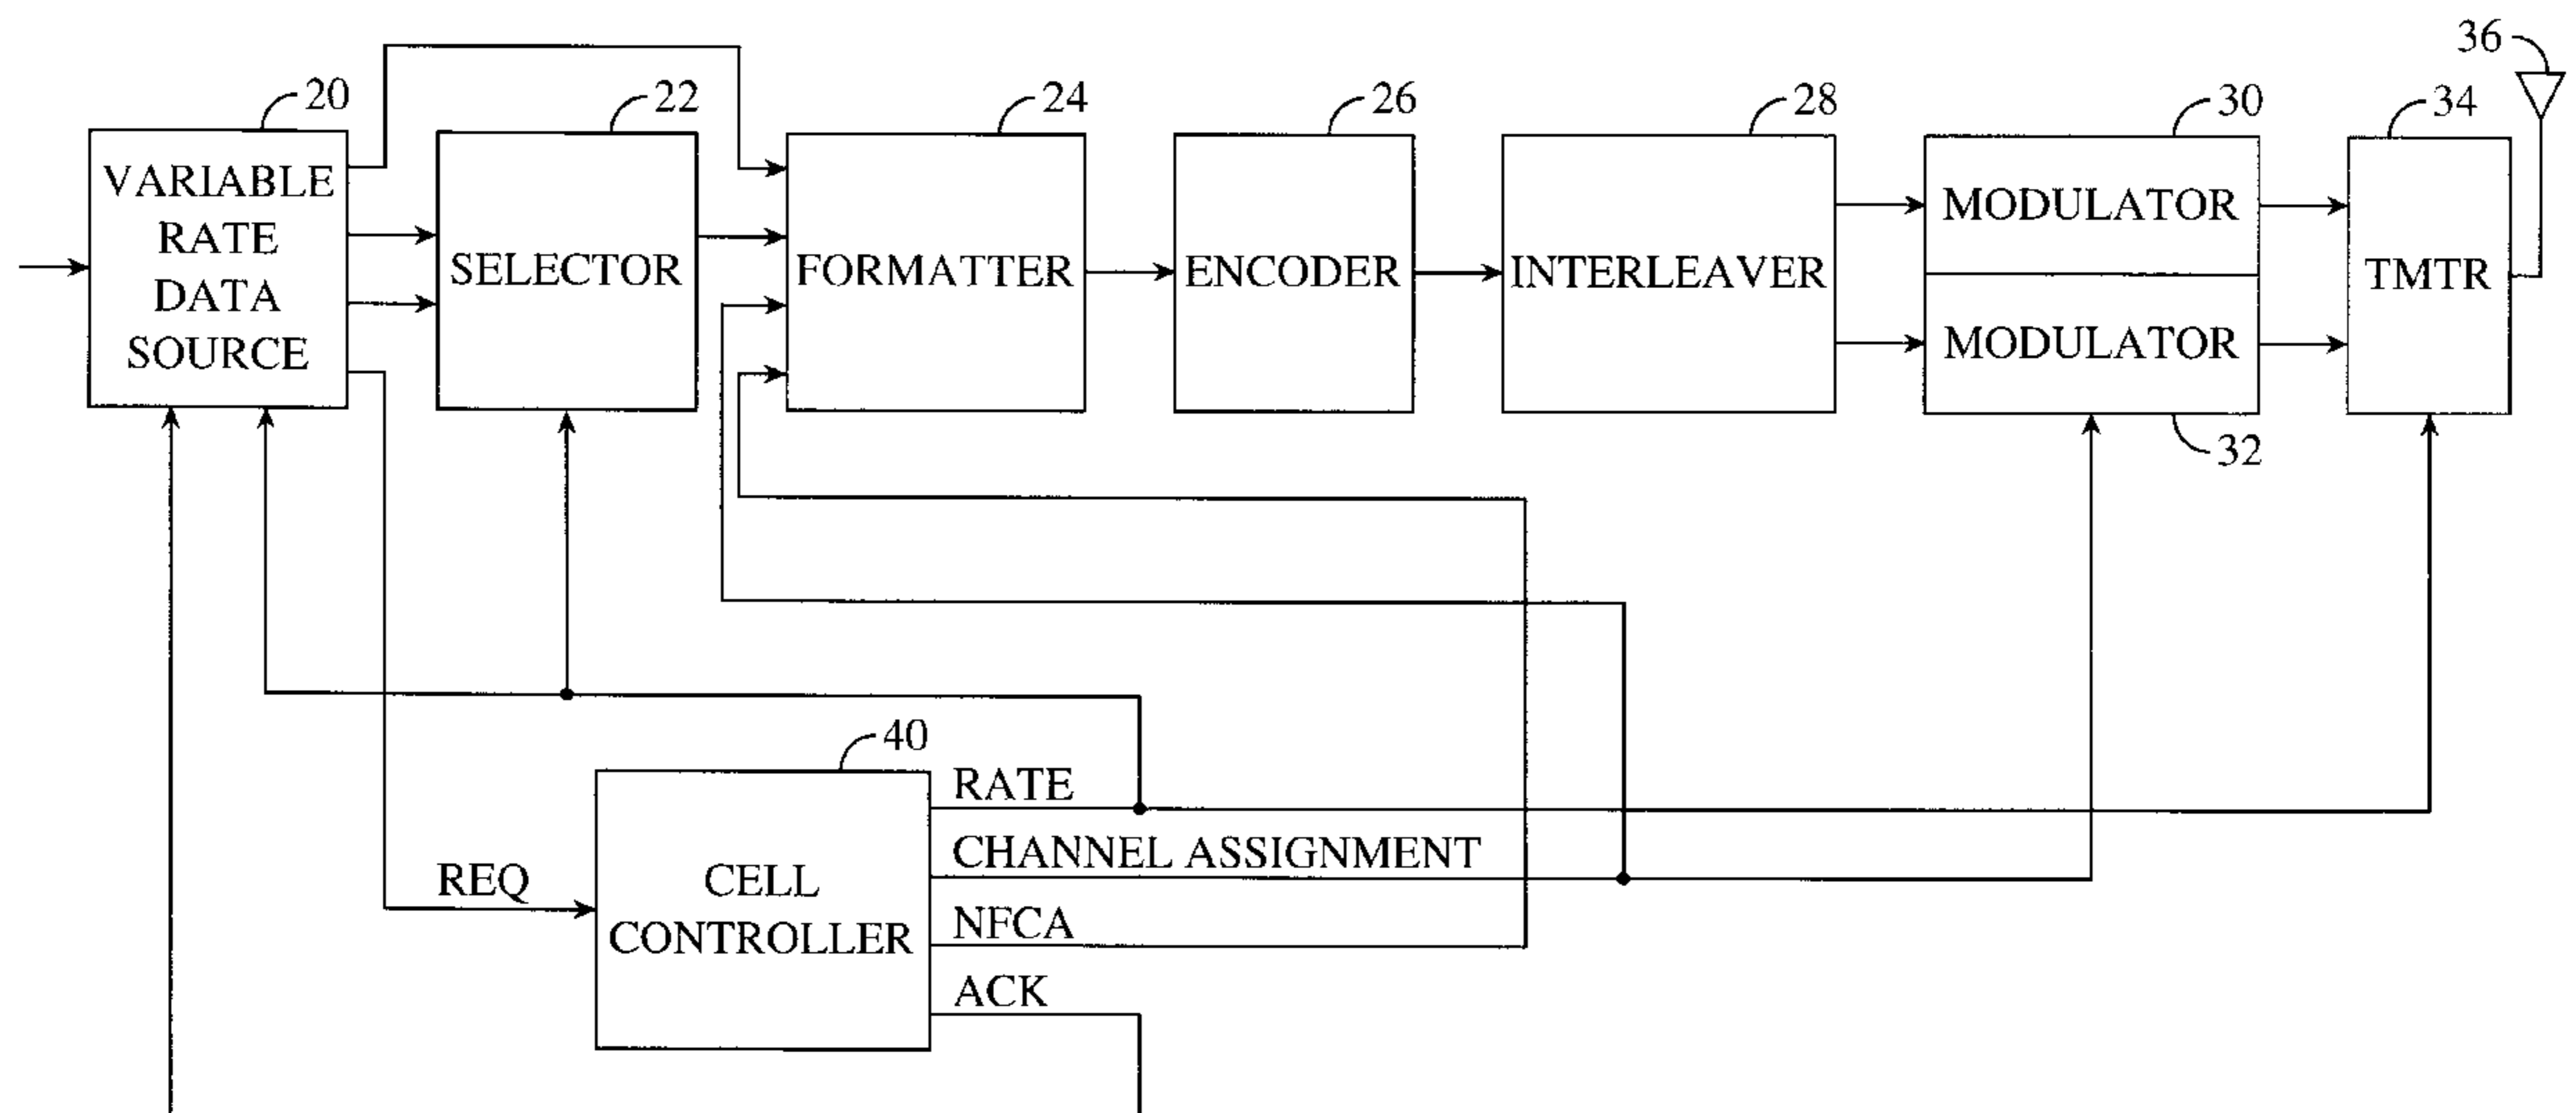 36
20
22
24
26
28
30
34
VARIABLE
RATE
DATA
SOURCE
SELECTOR
FORMATTER
ENCODER
INTERLEAVER
MODULATOR
MODULATOR
TMTR
32
40
RATE
CHANNEL ASSIGNMENT
REQ
CELL
CONTROLLER
NFCA
ACK